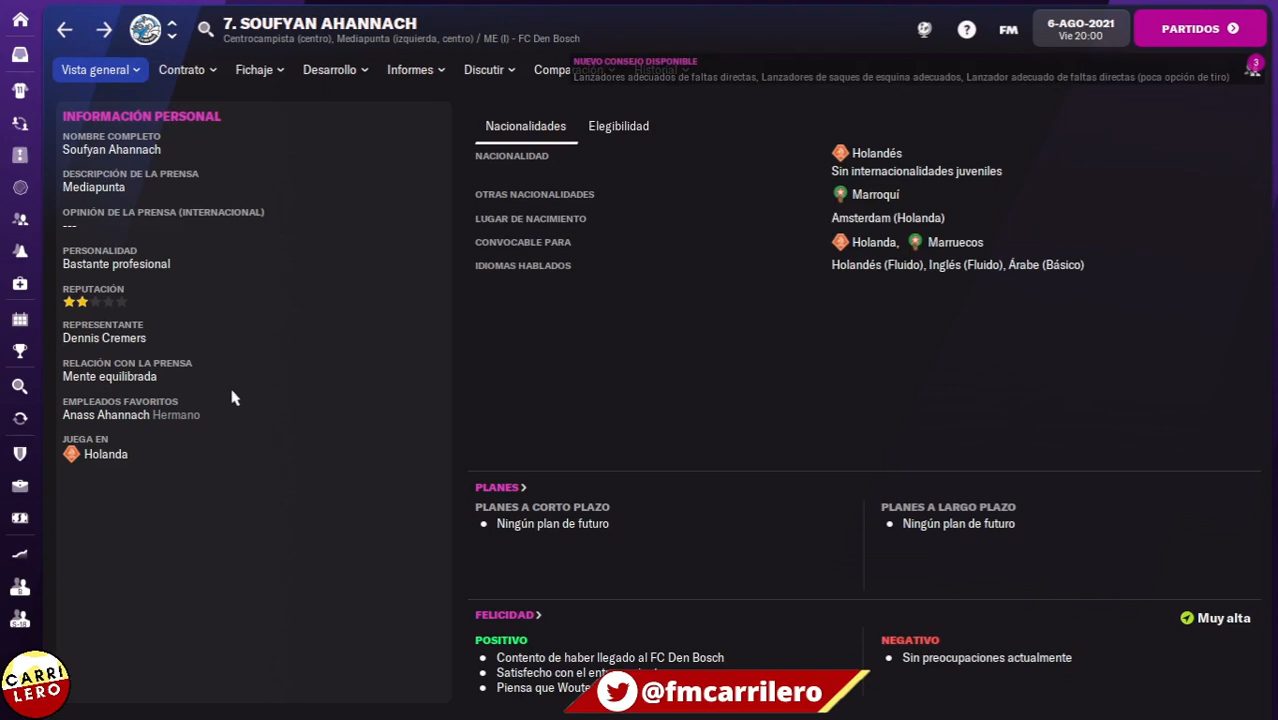 7. SOUFYAN AHANNACH
Centrocampista (centro), Mediapunta (izquierda, centro) / ME (I) - FC Den Bosch
FM
6-AGO-2021
Vie 20:00
PARTIDOS
Vista general
Contrato
Fichaje
Desarrollo
Informes
Discutir
Comparación
Historial
NUEVO CONSEJO DISPONIBLE
Lanzadores adecuados de faltas directas, Lanzadores de saques de esquina adecuados, Lanzador adecuado de faltas directas (poca opción de tiro)
3
INFORMACIÓN PERSONAL
NOMBRE COMPLETO
Soufyan Ahannach
DESCRIPCIÓN DE LA PRENSA
Mediapunta
OPINIÓN DE LA PRENSA (INTERNACIONAL)
---
PERSONALIDAD
Bastante profesional
REPUTACIÓN
REPRESENTANTE
Dennis Cremers
RELACIÓN CON LA PRENSA
Mente equilibrada
EMPLEADOS FAVORITOS
Anass Ahannach Hermano
JUEGA EN
Holanda
Nacionalidades
Elegibilidad
NACIONALIDAD
Holandés
Sin internacionalidades juveniles
OTRAS NACIONALIDADES
Marroquí
LUGAR DE NACIMIENTO
Amsterdam (Holanda)
CONVOCABLE PARA
Holanda, Marruecos
IDIOMAS HABLADOS
Holandés (Fluido), Inglés (Fluido), Árabe (Básico)
PLANES
PLANES A CORTO PLAZO
Ningún plan de futuro
PLANES A LARGO PLAZO
Ningún plan de futuro
FELICIDAD
Muy alta
POSITIVO
Contento de haber llegado al FC Den Bosch
Satisfecho con el
Piensa que
NEGATIVO
Sin preocupaciones actualmente
CARRI
LERO
@fmcarrilero
11
B
S-18